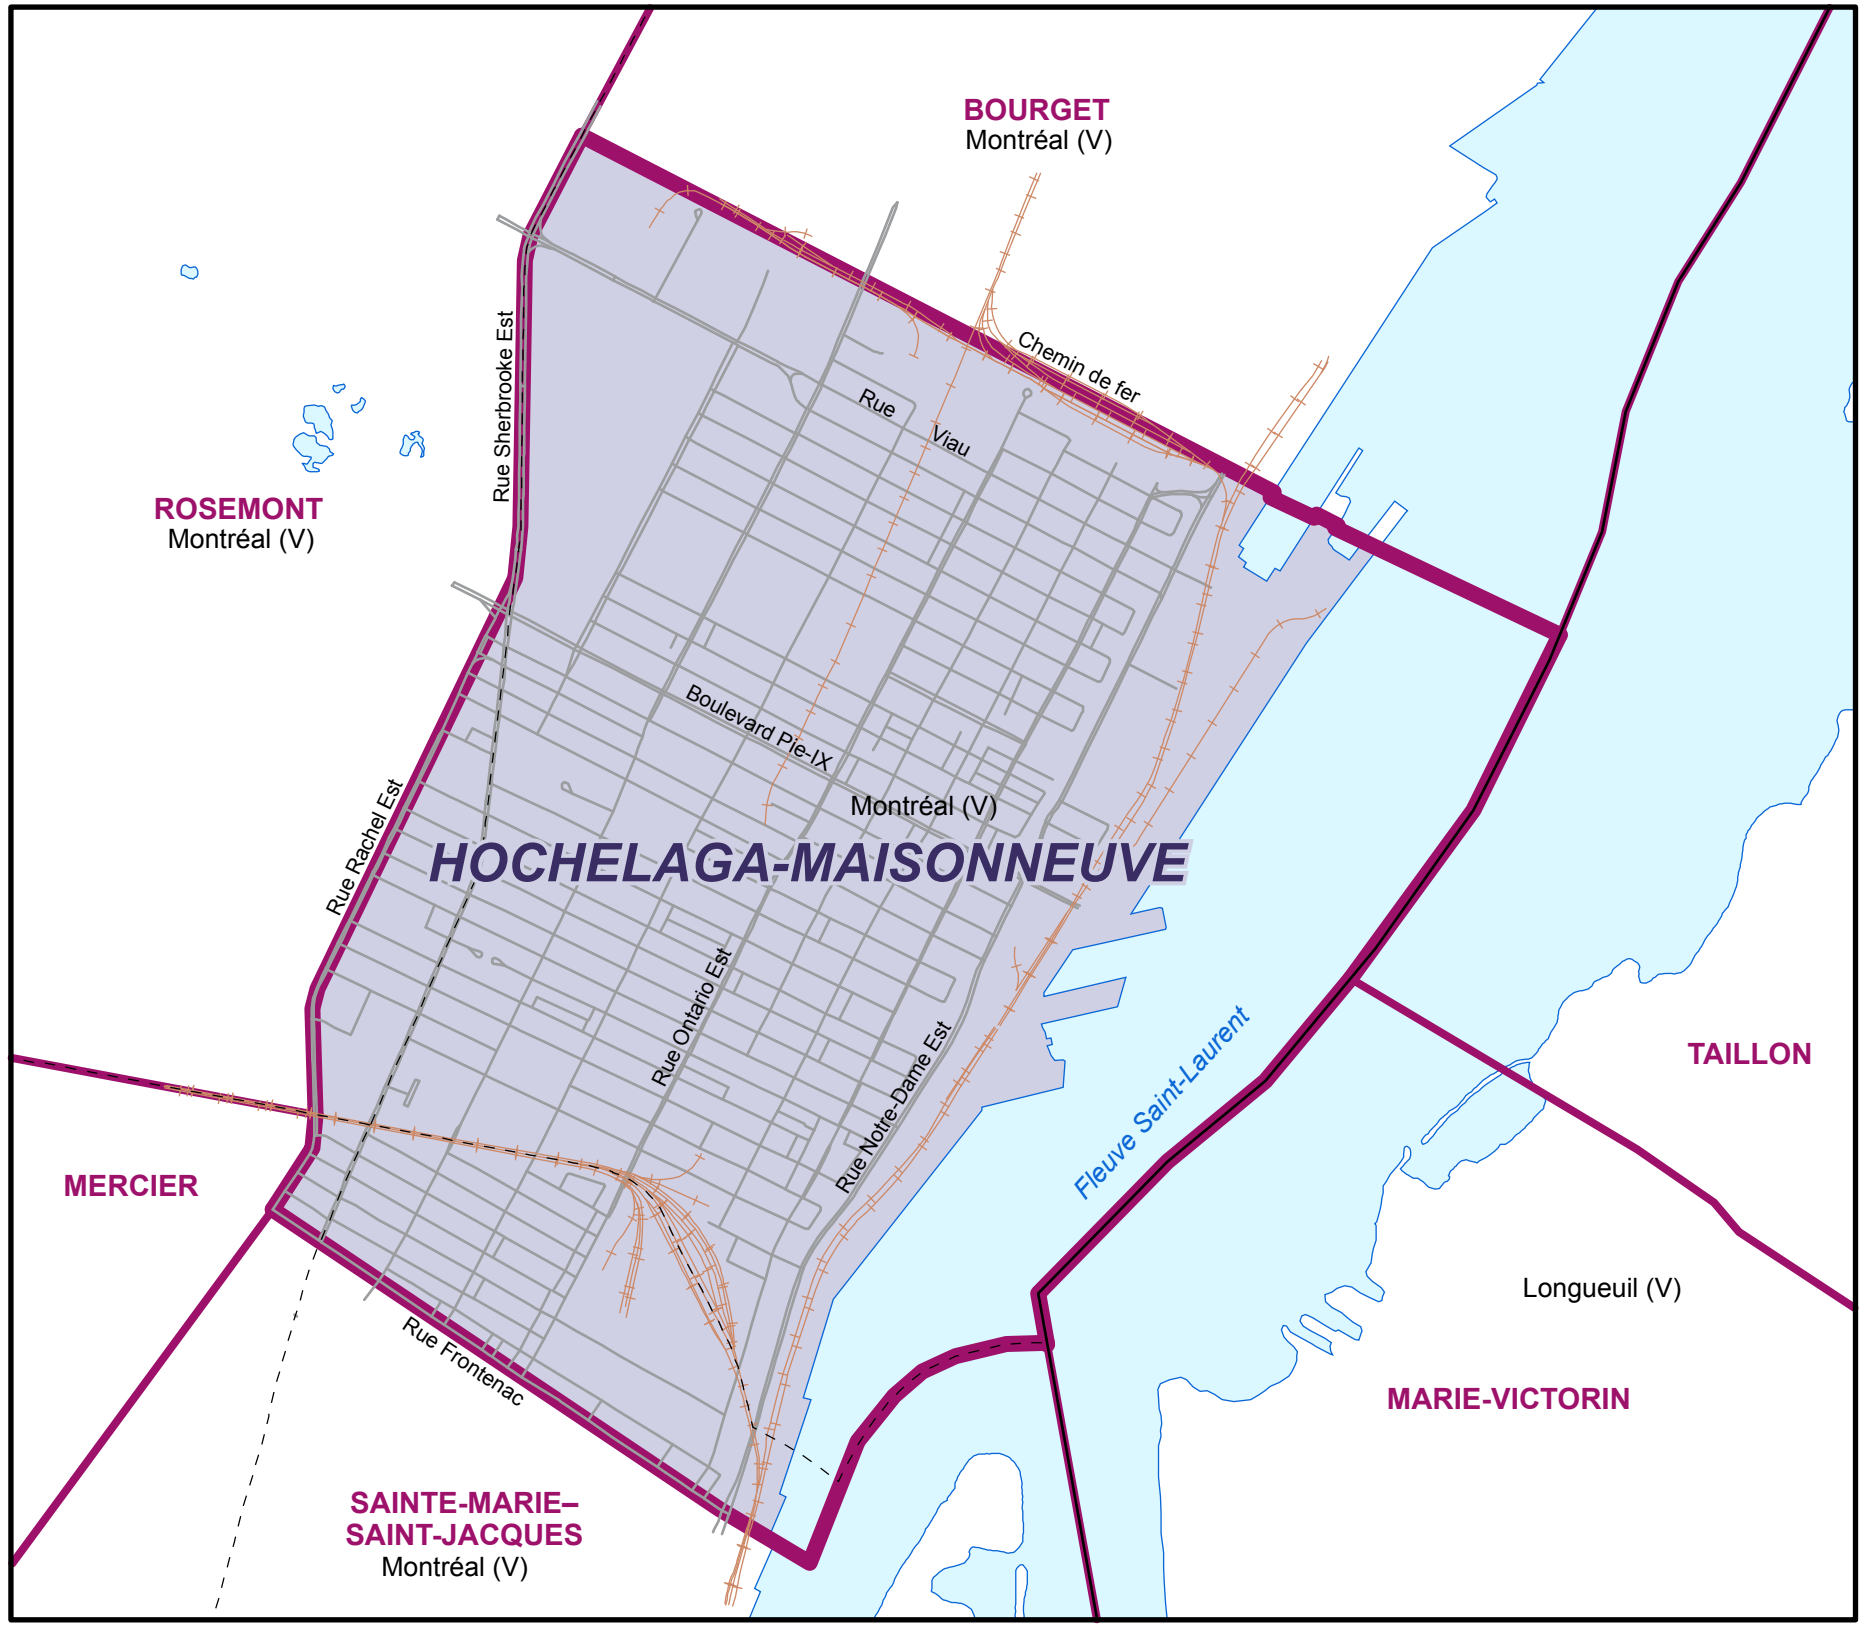 BOURGET
Montréal (V)
Rue Sherbrooke Est
Chemin de fer
Rue
Viau
ROSEMONT
Montréal (V)
Boulevard Pie-IX
Montréal (V)
Rue Rachel Est
HOCHELAGA-MAISONNEUVE
Rue Ontario Est
Rue Notre-Dame Est
Fleuve Saint-Laurent
TAILLON
MERCIER
Longueuil (V)
Rue Frontenac
MARIE-VICTORIN
SAINTE-MARIE–
SAINT-JACQUES
Montréal (V)